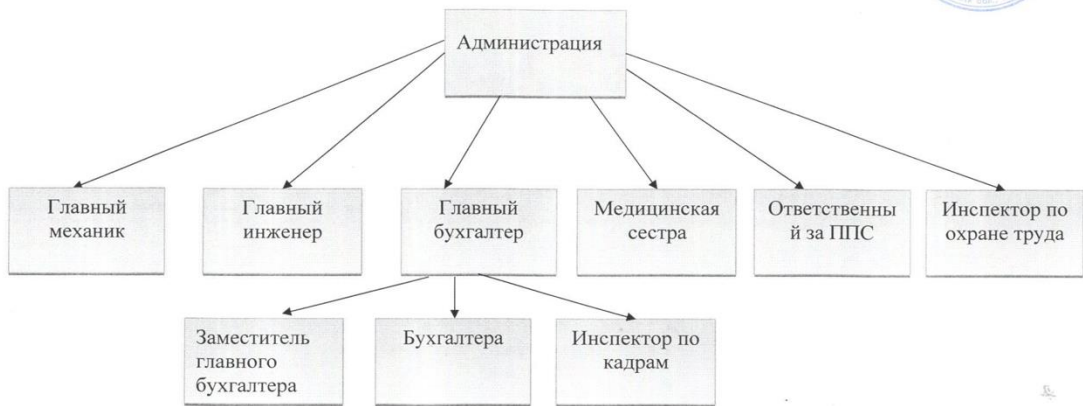 Администрация
Главный
механик
Главный
инженер
Главный
бухгалтер
Медицинская
сестра
Ответственны
й за ППС
Инспектор по
охране труда
Заместитель
главного
бухгалтера
Бухгалтера
Инспектор по
кадрам